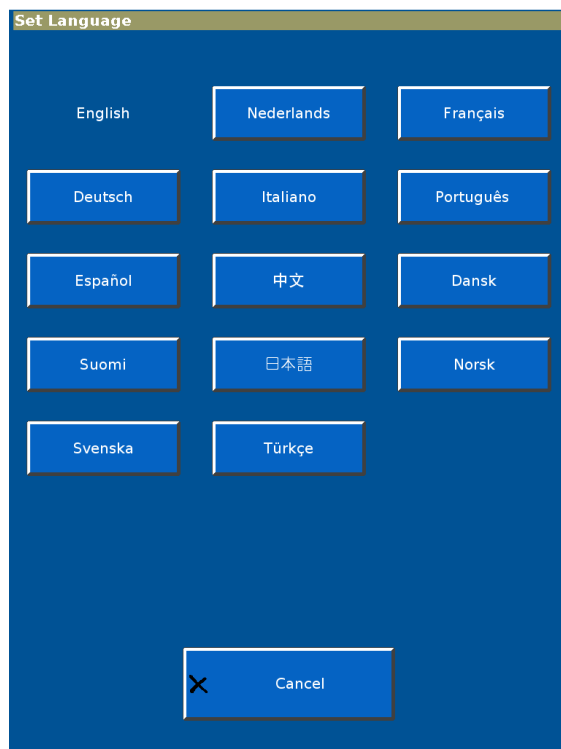 Set Language
English
Nederlands
Français
Deutsch
Italiano
Português
Español
中文
Dansk
Suomi
日本語
Norsk
Svenska
Türkçe
Cancel